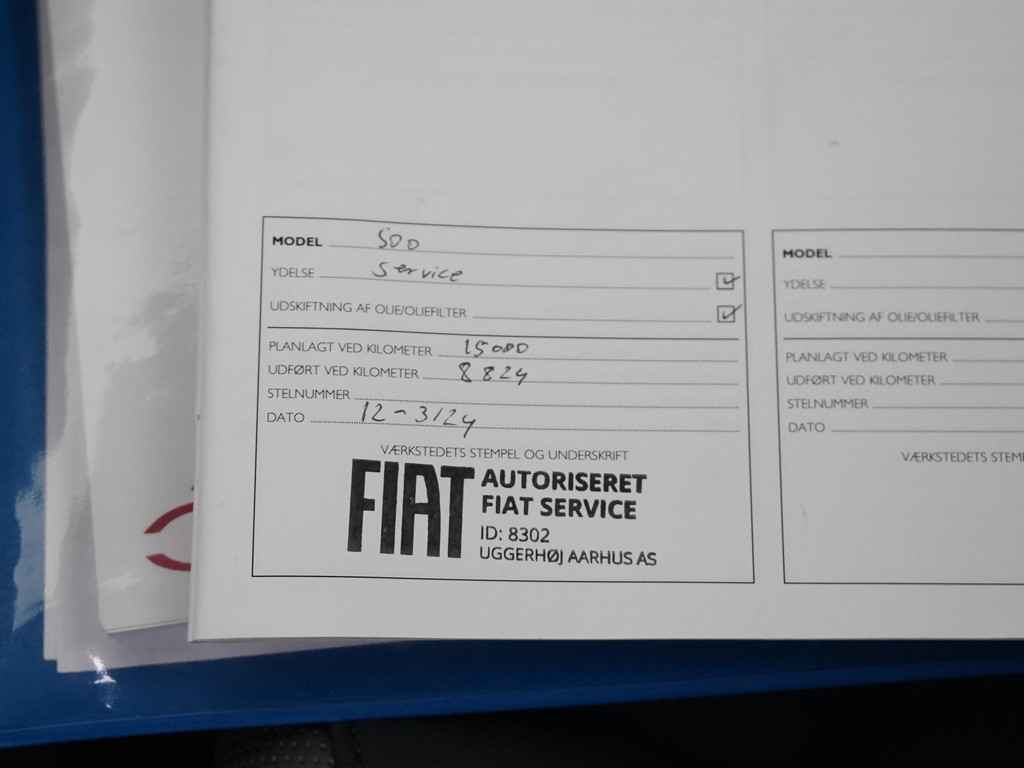 MODEL 500
YDELSE Service
UDSKIFTNING AF OLIE/OLIEFILTER
PLANLAGT VED KILOMETER 15000
UDFØRT VED KILOMETER 8824
STELNUMMER
DATO 12-3/24
VÆRKSTEDETS STEMPEL OG UNDERSKRIFT
FIAT
AUTORISERET
FIAT SERVICE
ID: 8302
UGGERHØJ AARHUS AS
MODEL
YDELSE
UDSKIFTNING AF OLIE/OLIEFILTER
PLANLAGT VED KILOMETER
UDFØRT VED KILOMETER
STELNUMMER
DATO
VÆRKSTEDETS STEM